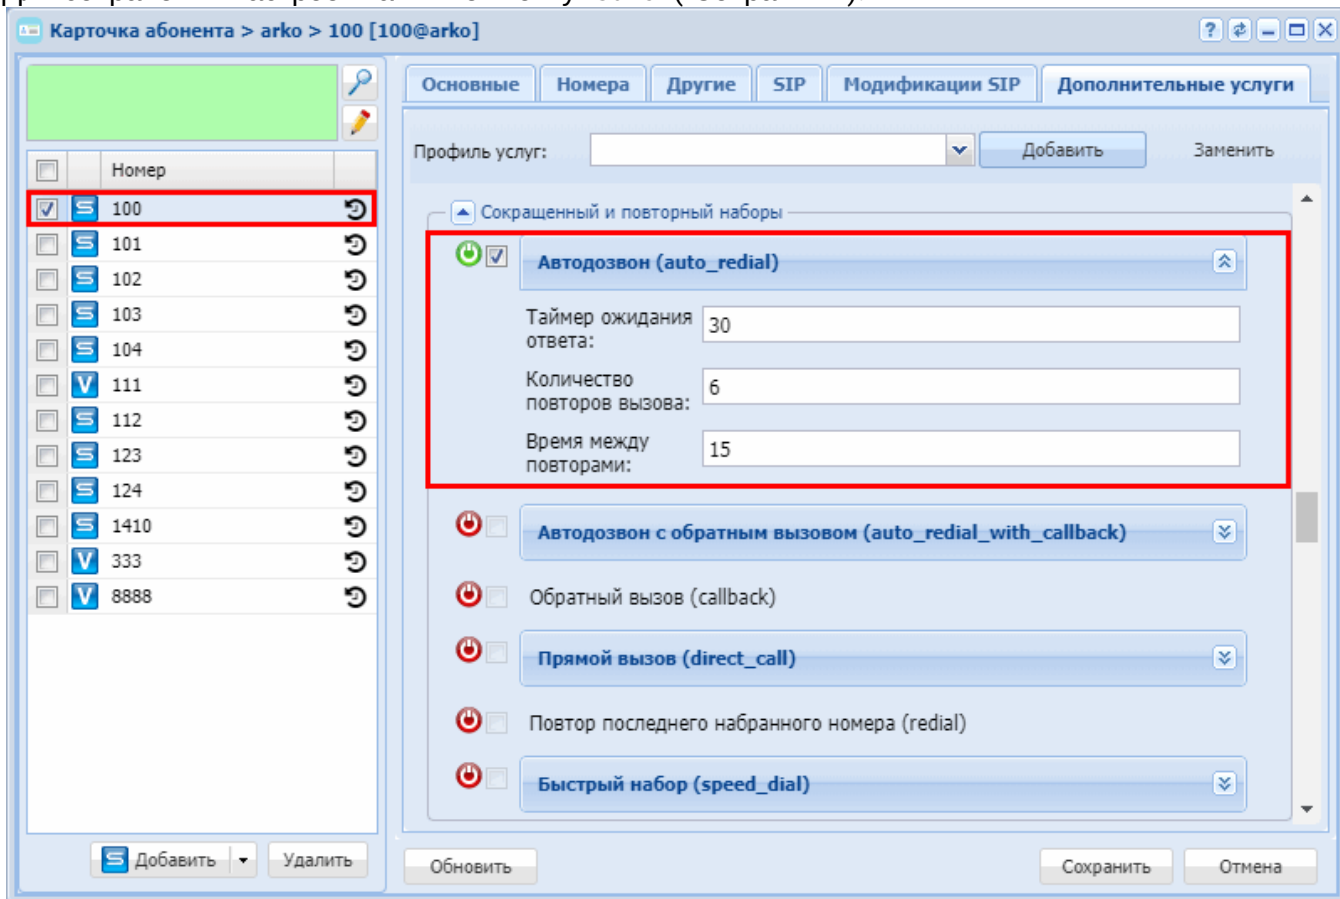 Карточка абонента > arko > 100 [100@arko]
Номер
100
101
102
103
104
111
112
123
124
1410
333
8888
Добавить
Удалить
Основные
Номера
Другие
SIP
Модификации SIP
Дополнительные услуги
Профиль услуг:
Добавить
Заменить
Сокращенный и повторный наборы
Автодозвон (auto_redial)
Таймер ожидания
ответа:
30
Количество
повторов вызова:
6
Время между
повторами:
15
Автодозвон с обратным вызовом (auto_redial_with_callback)
Обратный вызов (callback)
Прямой вызов (direct_call)
Повтор последнего набранного номера (redial)
Быстрый набор (speed_dial)
Обновить
Сохранить
Отмена